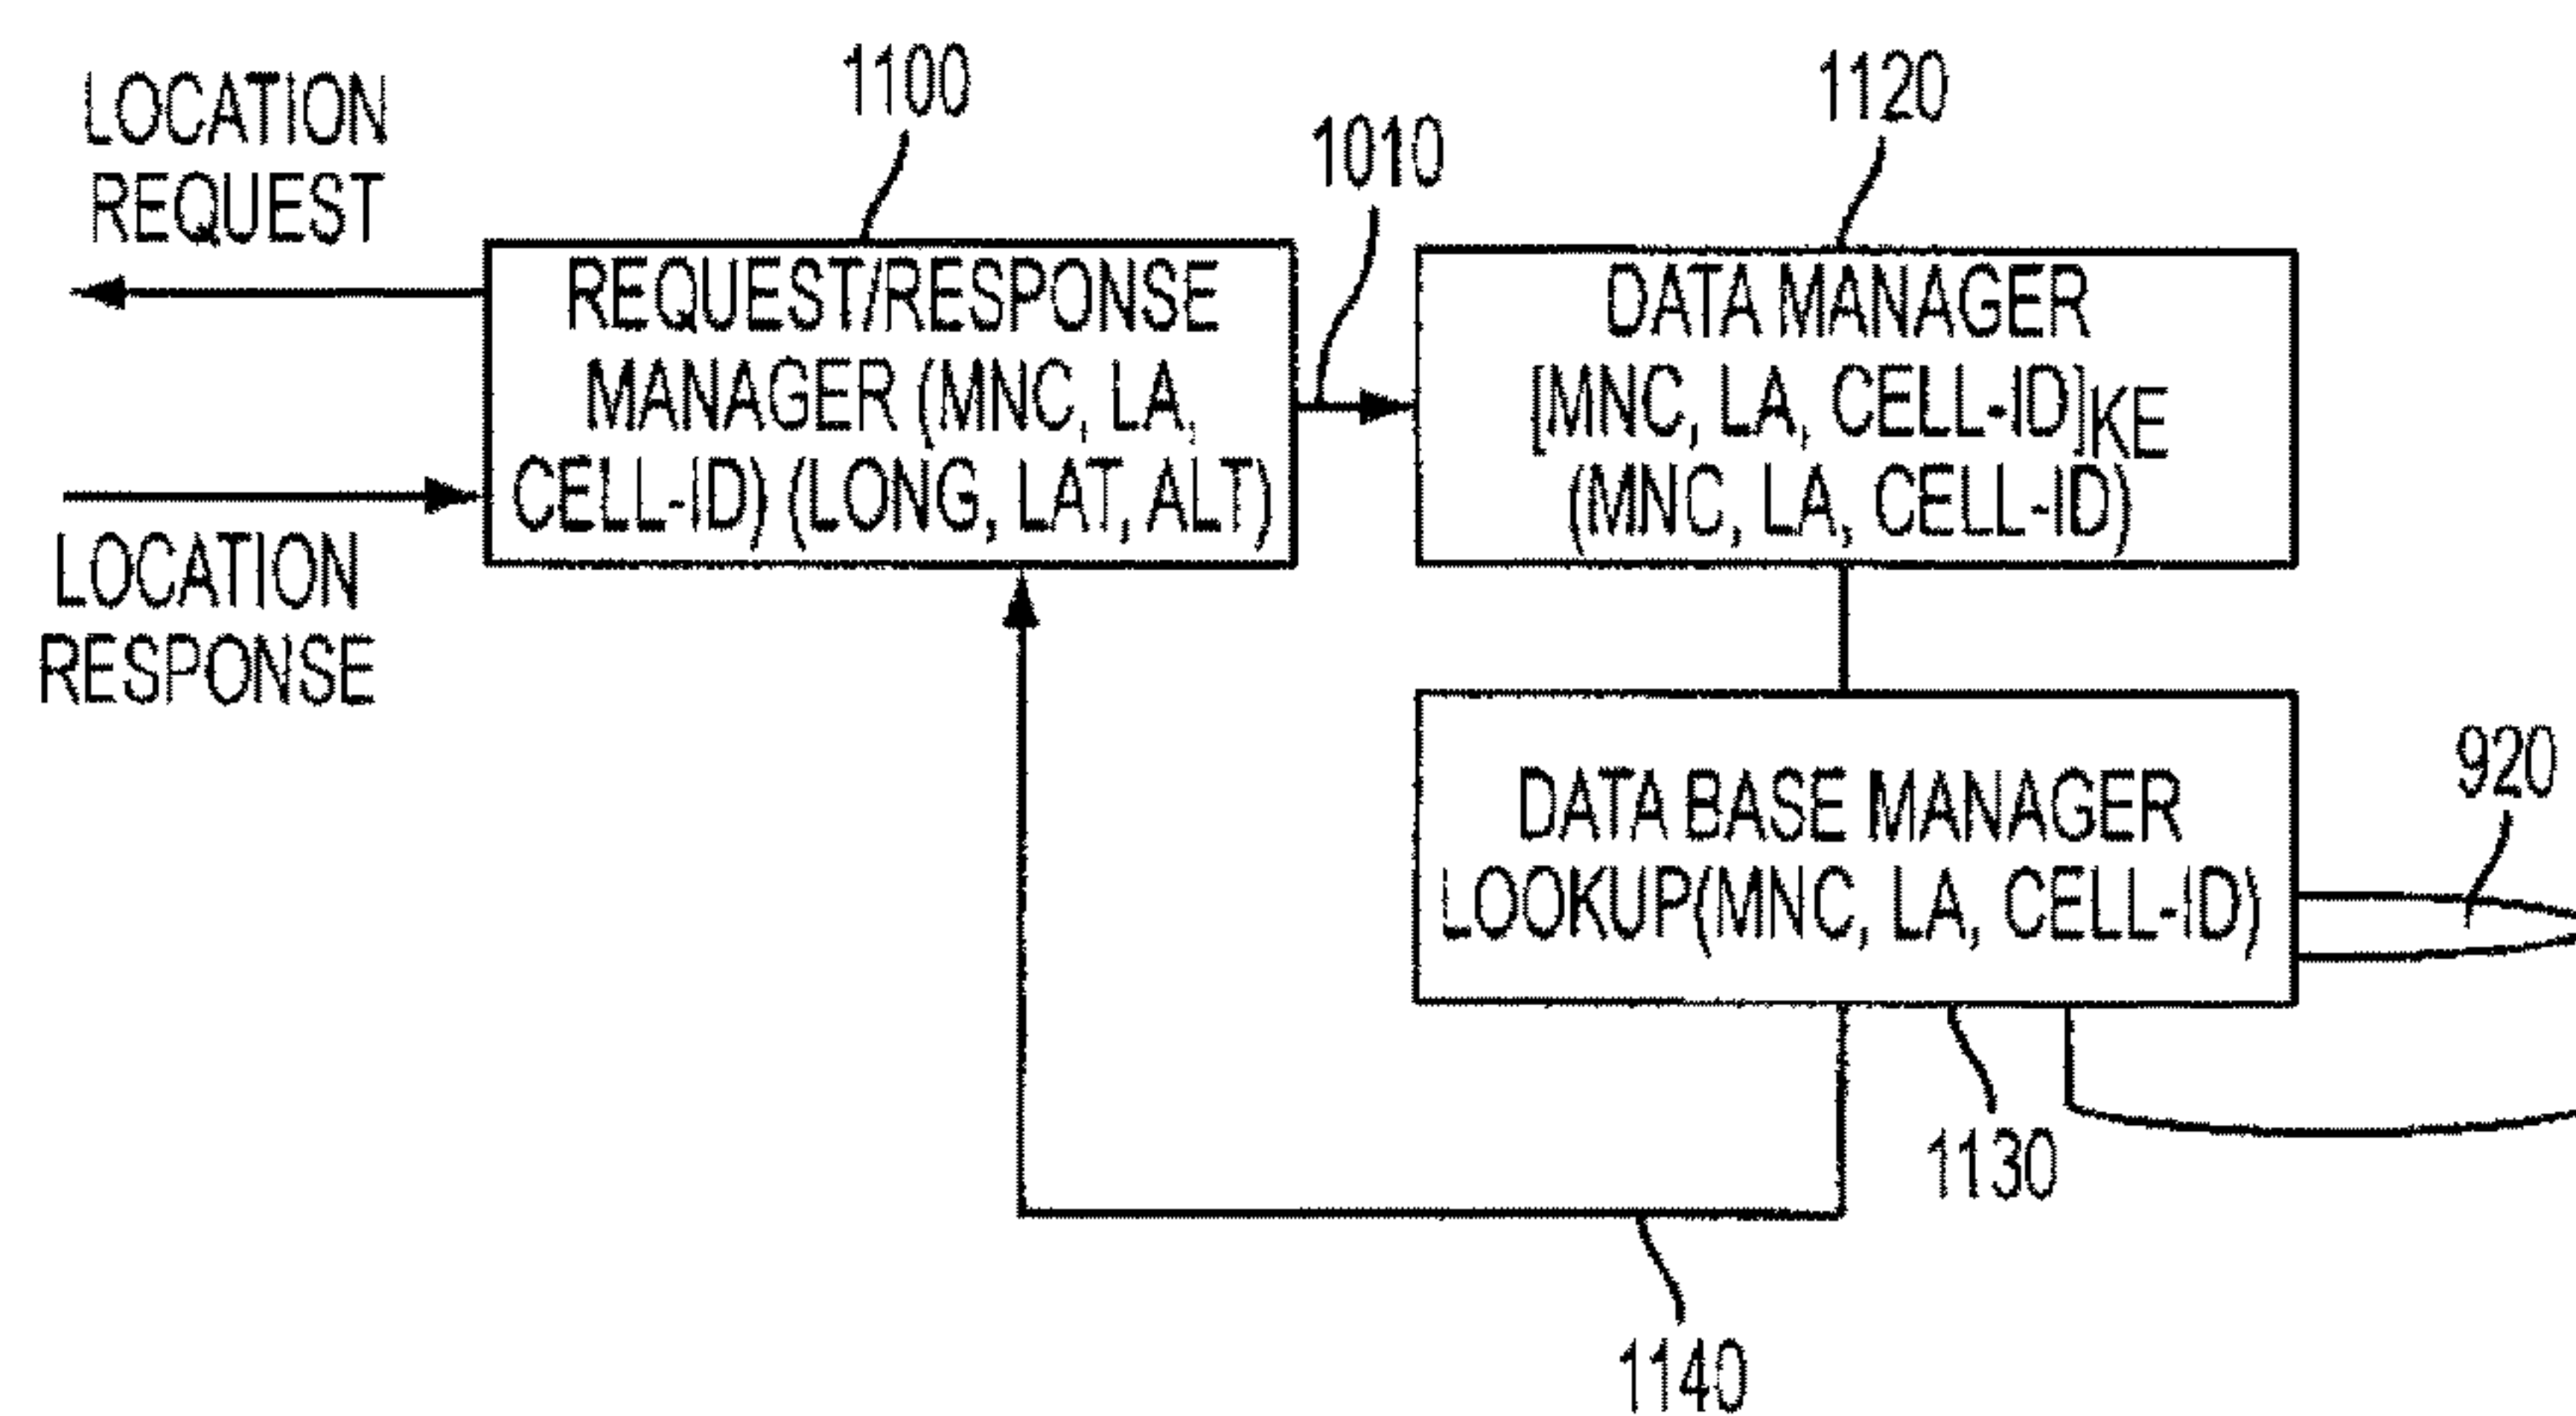 1100
1120
1010
LOCATION
REQUEST
REQUEST/RESPONSE
MANAGER (MNC, LA,
CELL-ID) (LONG, LAT, ALT)
DATA MANAGER
[MNC, LA, CELL-ID]KE
(MNC, LA, CELL-ID)
LOCATION
RESPONSE
920
DATA BASE MANAGER
LOOKUP(MNC, LA, CELL-ID)
1130
1140